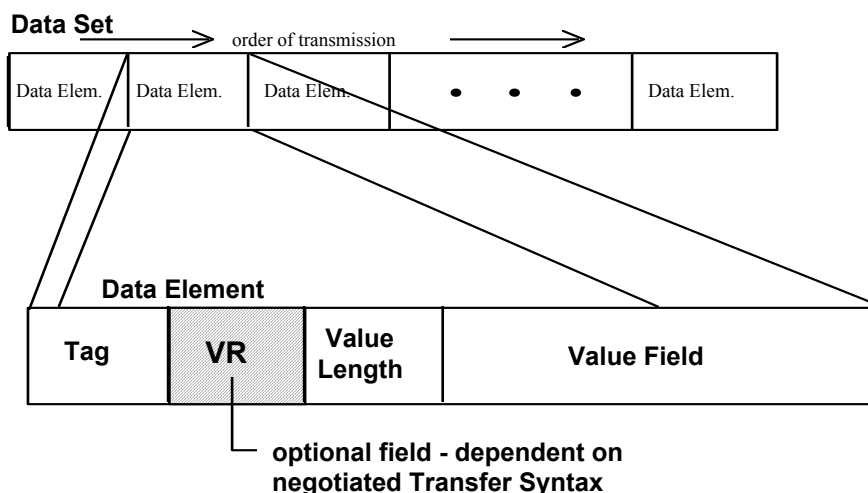 Data Set
order of transmission
Data Elem.
Data Elem.
Data Elem.
• • •
Data Elem.
Data Element
Tag
VR
Value
Length
Value Field
optional field - dependent on
negotiated Transfer Syntax